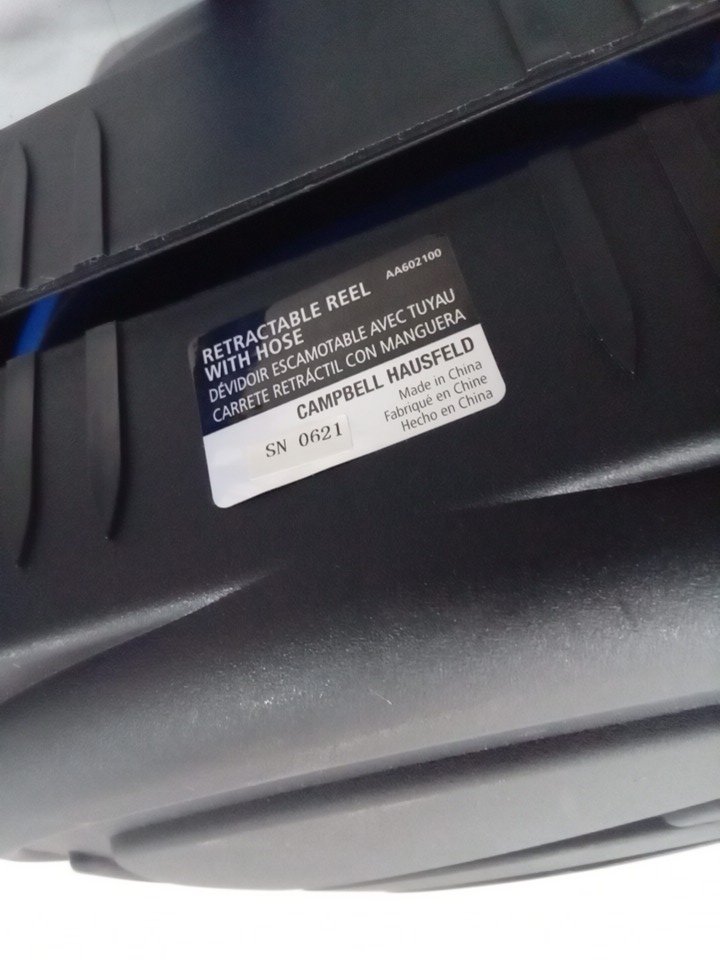 AA602100
RETRACTABLE REEL
WITH HOSE
DÉVIDOIR ESCAMOTABLE AVEC TUYAU
CARRETE RETRÁCTIL CON MANGUERA
CAMPBELL HAUSFELD
Made in China
Fabriqué en Chine
Hecho en China
SN 0621